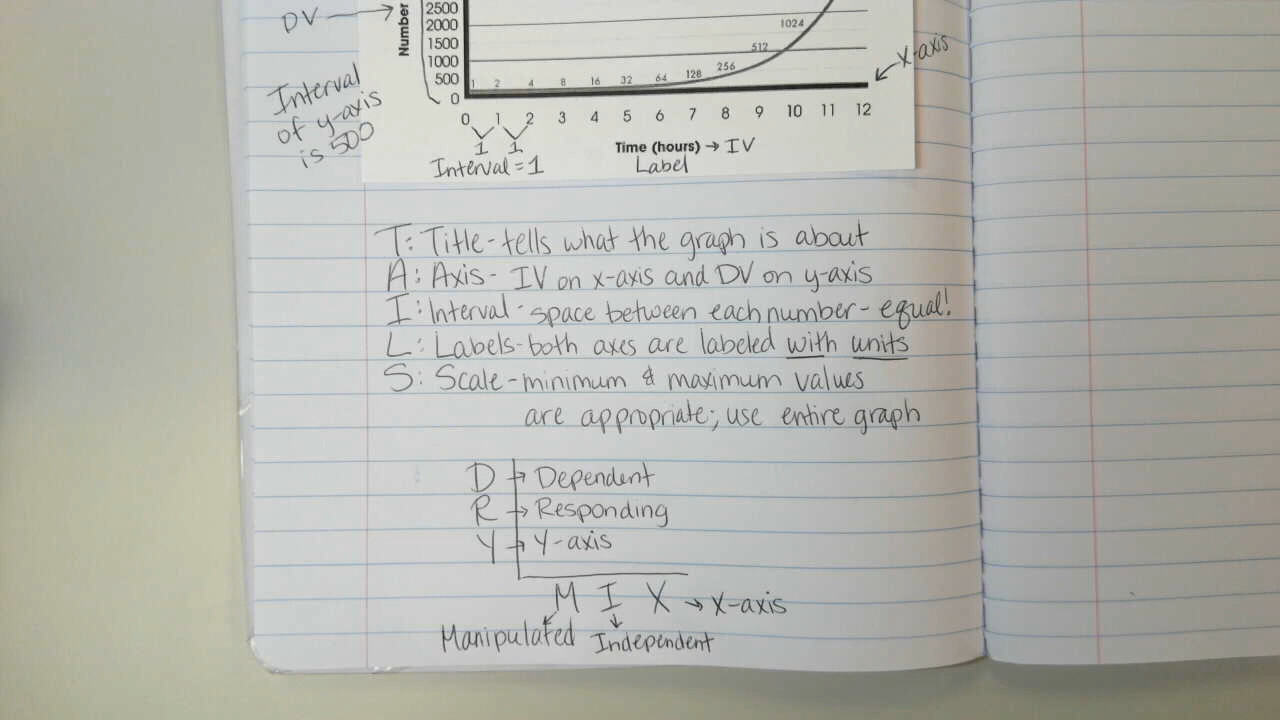 DV →
Number
2500
2000
1500
1000
500
0
1 2 4 8 16 32 64 128 256 512 1024
0 1 2 3 4 5 6 7 8 9 10 11 12
X-axis
Interval
of y-axis
is 500
1 1
Interval = 1
Time (hours) → IV
Label
T: Title - tells what the graph is about
A: Axis - IV on x-axis and DV on y-axis
I: Interval - space between each number - equal!
L: Labels - both axes are labeled with units
S: Scale - minimum & maximum values
are appropriate; use entire graph
D → Dependent
R → Responding
Y → Y-axis
M I X → X-axis
Manipulated Independent